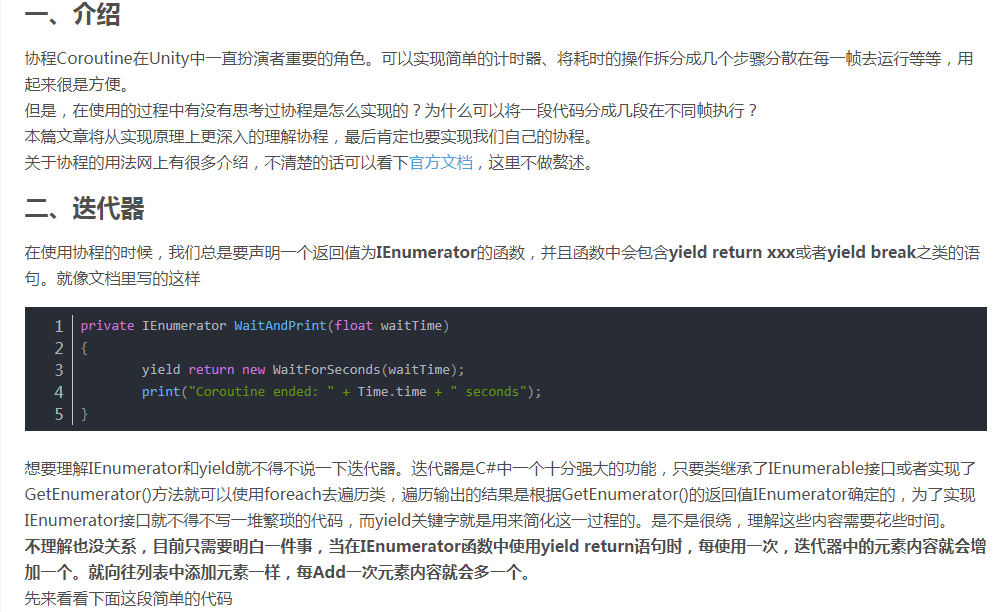 一、介绍
协程Coroutine在Unity中一直扮演者重要的角色。可以实现简单的计时器、将耗时的操作拆分成几个步骤分散在每一帧去运行等等，用
起来很是方便。
但是，在使用的过程中有没有思考过协程是怎么实现的？为什么可以将一段代码分成几段在不同帧执行？
本篇文章将从实现原理上更深入的理解协程，最后肯定也要实现我们自己的协程。
关于协程的用法网上有很多介绍，不清楚的话可以看下官方文档，这里不做赘述。
二、迭代器
在使用协程的时候，我们总是要声明一个返回值为IEnumerator的函数，并且函数中会包含yield return xxx或者yield break之类的语
句。就像文档里写的这样
1 private IEnumerator WaitAndPrint(float waitTime)
2 {
3 yield return new WaitForSeconds(waitTime);
4 print("Coroutine ended: " + Time.time + " seconds");
5 }
想要理解IEnumerator和yield就不得不说一下迭代器。迭代器是C#中一个十分强大的功能，只要类继承了IEnumerable接口或者实现了
GetEnumerator()方法就可以使用foreach去遍历类，遍历输出的结果是根据GetEnumerator()的返回值IEnumerator确定的，为了实现
IEnumerator接口就不得不写一堆繁琐的代码，而yield关键字就是用来简化这一过程的。是不是很绕，理解这些内容需要花些时间。
不理解也没关系，目前只需要明白一件事，当在IEnumerator函数中使用yield return语句时，每使用一次，迭代器中的元素内容就会增
加一个。就向往列表中添加元素一样，每Add一次元素内容就会多一个。
先来看看下面这段简单的代码